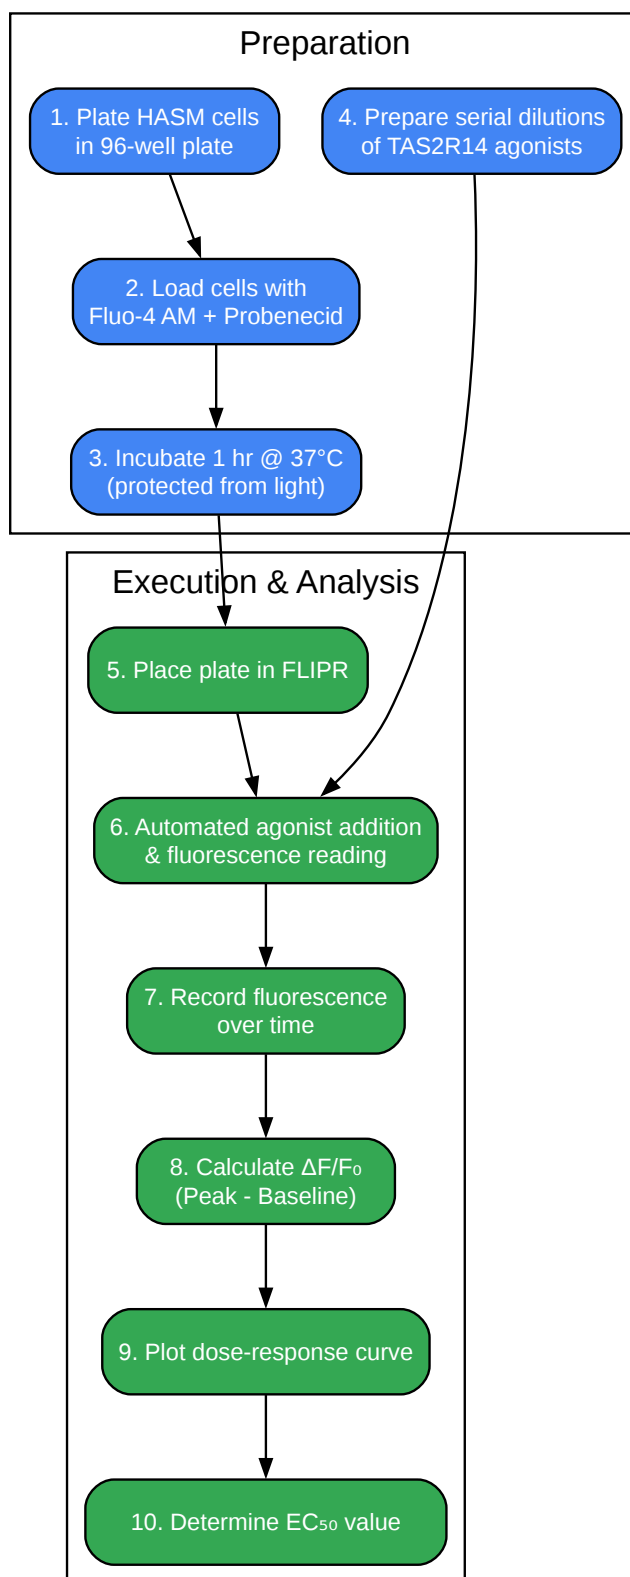 Preparation
1. Plate HASM cells
in 96-well plate
4. Prepare serial dilutions
of TAS2R14 agonists
2. Load cells with
Fluo-4 AM + Probenecid
3. Incubate 1 hr @ 37°C
(protected from light)
Execution & Analysis
5. Place plate in FLIPR
6. Automated agonist addition
& fluorescence reading
7. Record fluorescence
over time
8. Calculate ΔF/F₀
(Peak - Baseline)
9. Plot dose-response curve
10. Determine EC₅₀ value